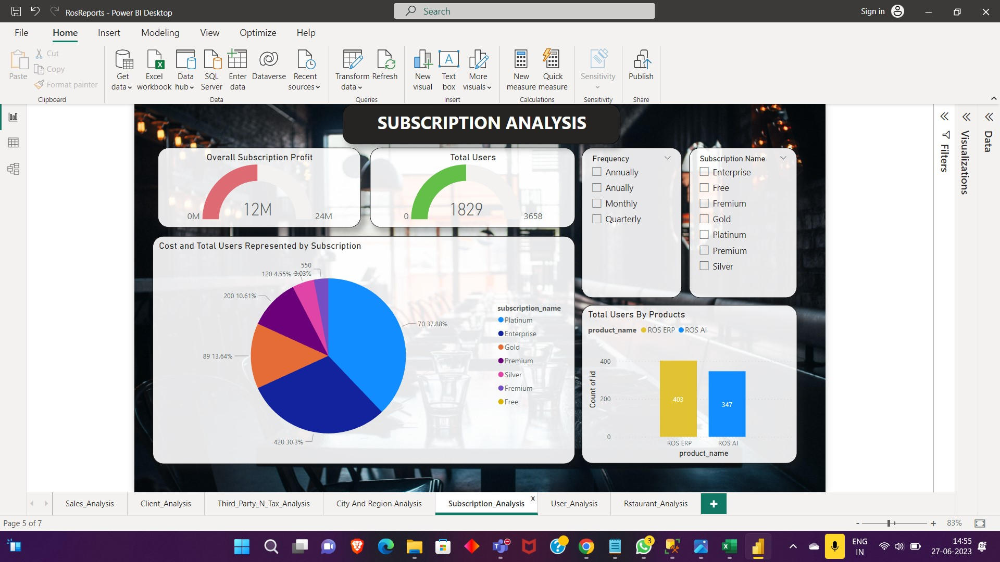 RosReports - Power BI Desktop
Search
Sign in
File Home Insert Modeling View Optimize Help
Paste
Cut
Copy
Format painter
Clipboard
Get data
Excel workbook
Data hub
SQL Server
Enter data
Dataverse
Recent sources
Data
Transform data
Refresh
Queries
New visual
Text box
More visuals
Insert
New measure
Quick measure
Calculations
Sensitivity
Sensitivity
Publish
Share
SUBSCRIPTION ANALYSIS
Overall Subscription Profit
12M
0M
24M
Total Users
1829
0
3658
Frequency
Annually
Anually
Monthly
Quarterly
Subscription Name
Enterprise
Free
Fremium
Gold
Platinum
Premium
Silver
Filters
Visualizations
Data
Cost and Total Users Represented by Subscription
550
3.03%
120 4.55%
200 10.61%
70 37.88%
89 13.64%
420 30.3%
subscription_name
Platinum
Enterprise
Gold
Premium
Silver
Fremium
Free
Total Users By Products
product_name ROS ERP ROS AI
400
200
0
Count of id
403
347
ROS ERP ROS AI
product_name
Sales_Analysis Client_Analysis Third_Party_N_Tax_Analysis City And Region Analysis Subscription_Analysis x User_Analysis Rstaurant_Analysis +
Page 5 of 7
- + 83%
3
ENG
IN
14:55
27-06-2023